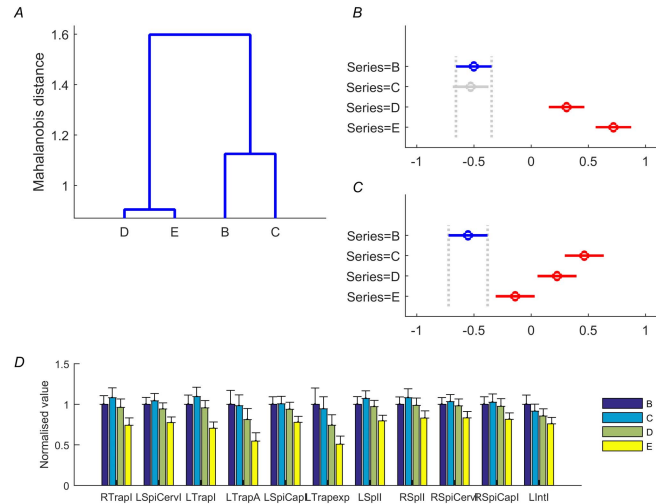 A
Mahalanobis distance
1.6
1.4
1.2
1
D E B C
B
Series=B
Series=C
Series=D
Series=E
-1 -0.5 0 0.5 1
C
Series=B
Series=C
Series=D
Series=E
-1 -0.5 0 0.5 1
D
Normalised value
1.5
1
0.5
0
RTrapI LSpiCervI LTrapI LTrapA LSpiCapI LTrapexp LSplI RSplI RSpiCervI RSpiCapI LIntI
B
C
D
E